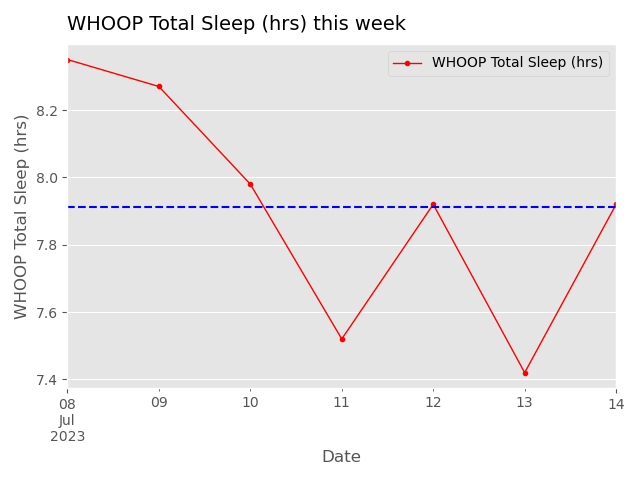 WHOOP Total Sleep (hrs) this week
WHOOP Total Sleep (hrs)
WHOOP Total Sleep (hrs)
8.2
8.0
7.8
7.6
7.4
08 09 10 11 12 13 14
Jul
2023
Date